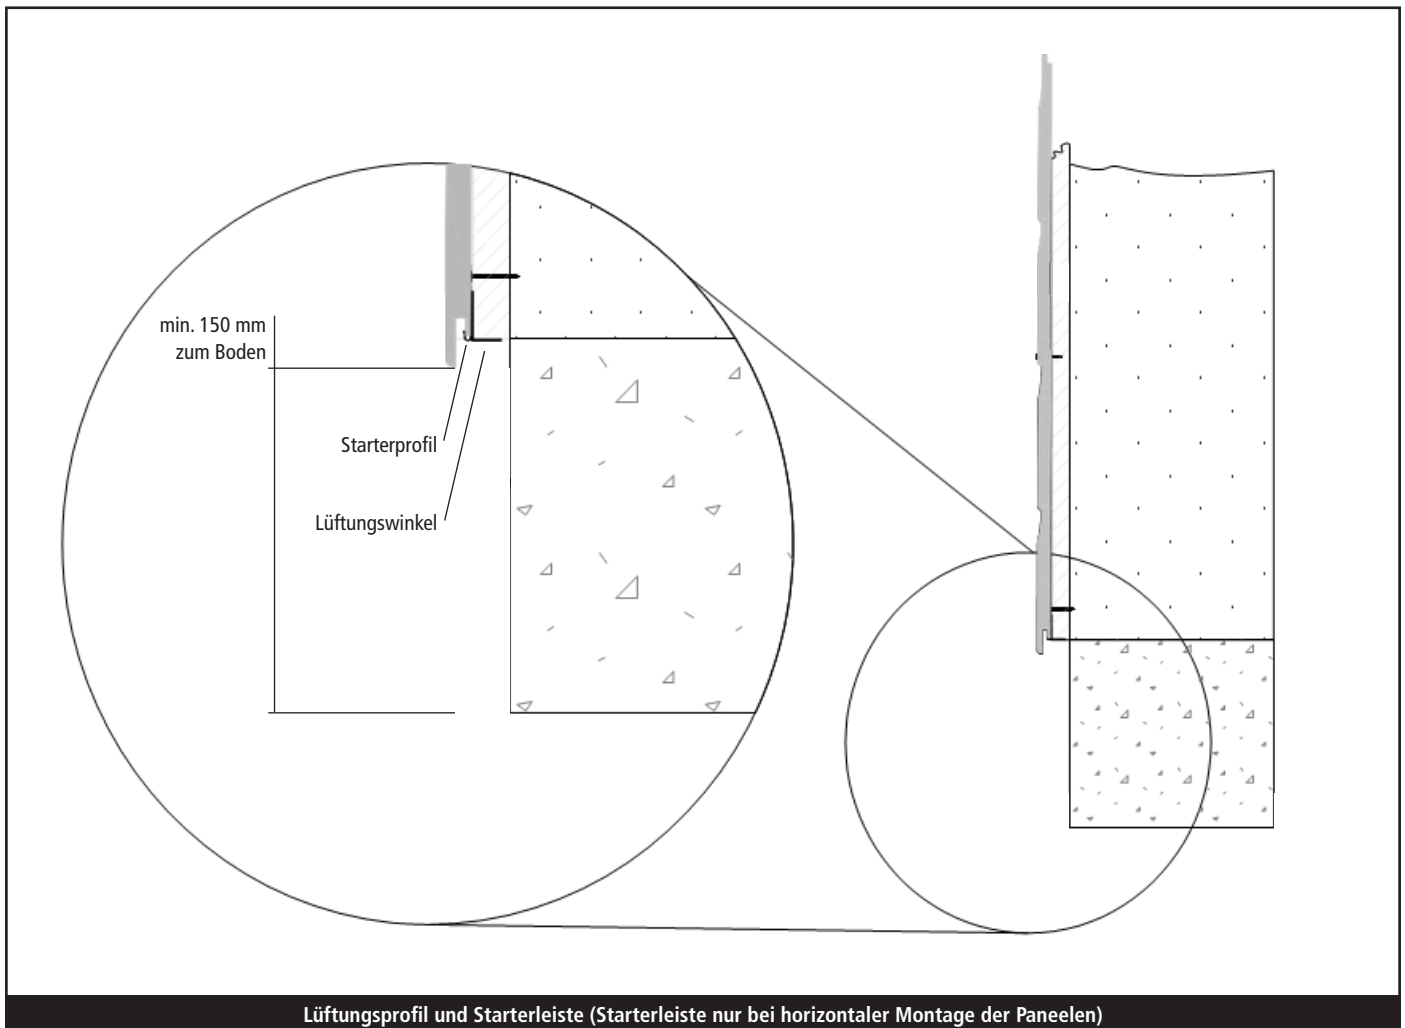 min. 150 mm
zum Boden
Starterprofil
Lüftungswinkel
Lüftungsprofil und Starterleiste (Starterleiste nur bei horizontaler Montage der Paneelen)